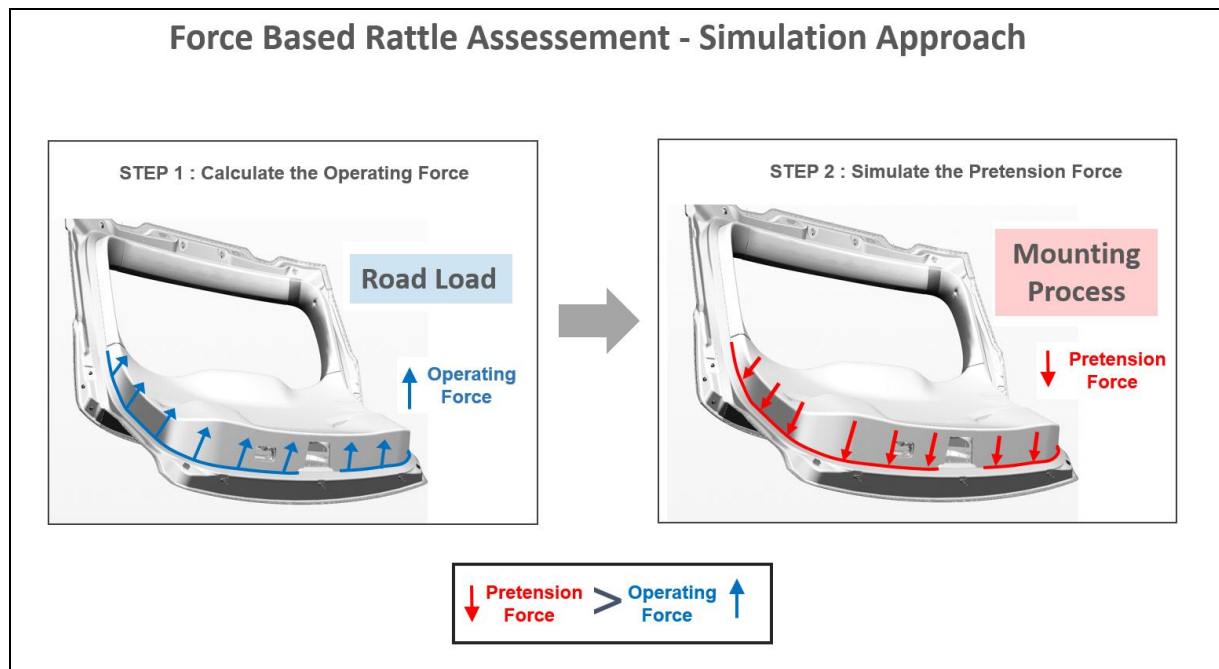 Force Based Rattle Assessement - Simulation Approach
STEP 1 : Calculate the Operating Force
Road Load
Operating
Force
STEP 2 : Simulate the Pretension Force
Mounting
Process
Pretension
Force
Pretension > Operating
Force Force